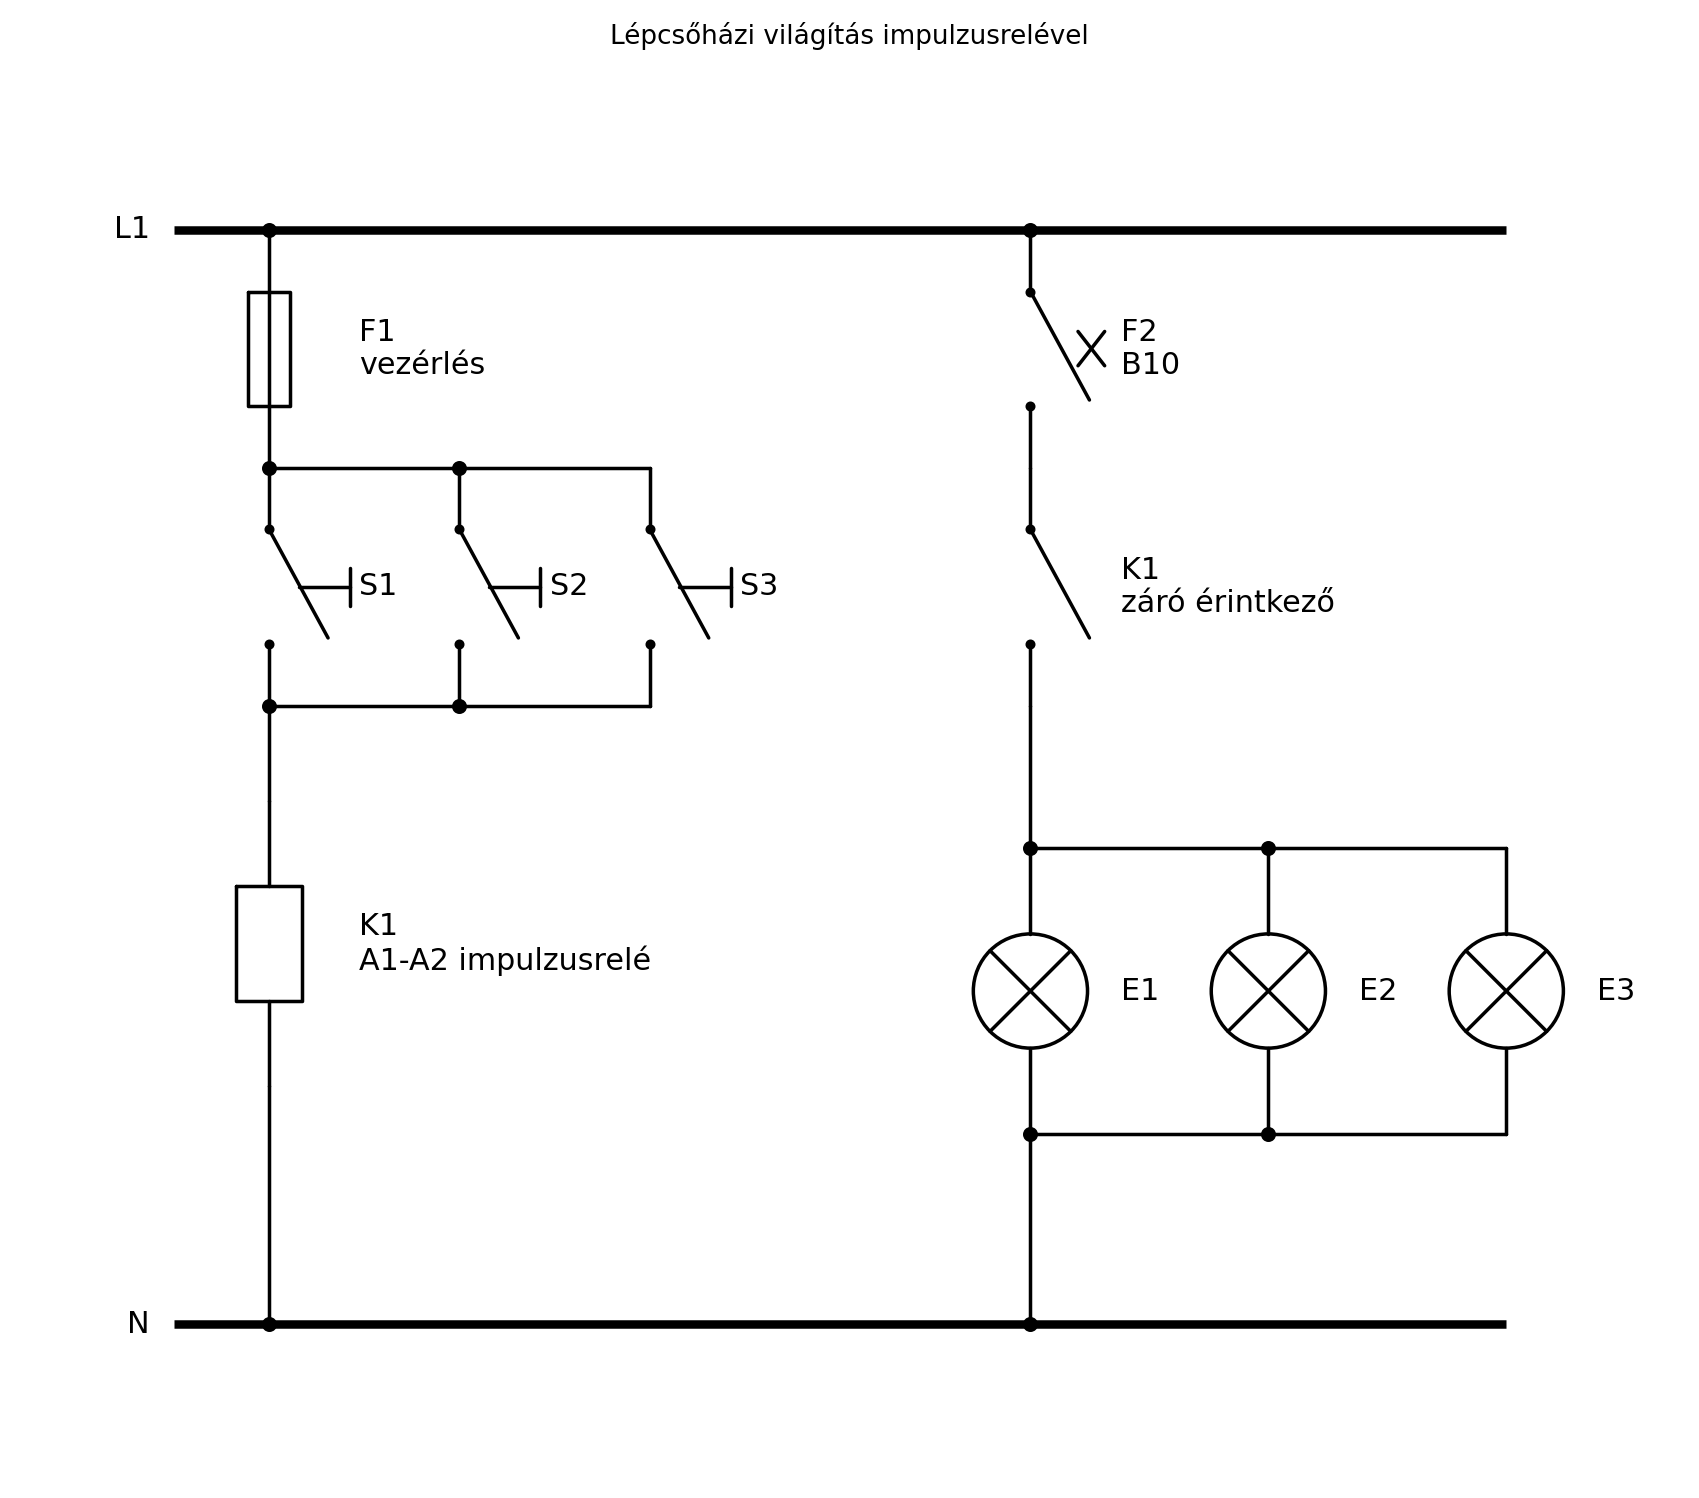 Lépcsőházi világítás impulzusrelével
L1
F1
vezérlés
F2
B10
S1
S2
S3
K1
záró érintkező
K1
A1-A2 impulzusrelé
E1
E2
E3
N